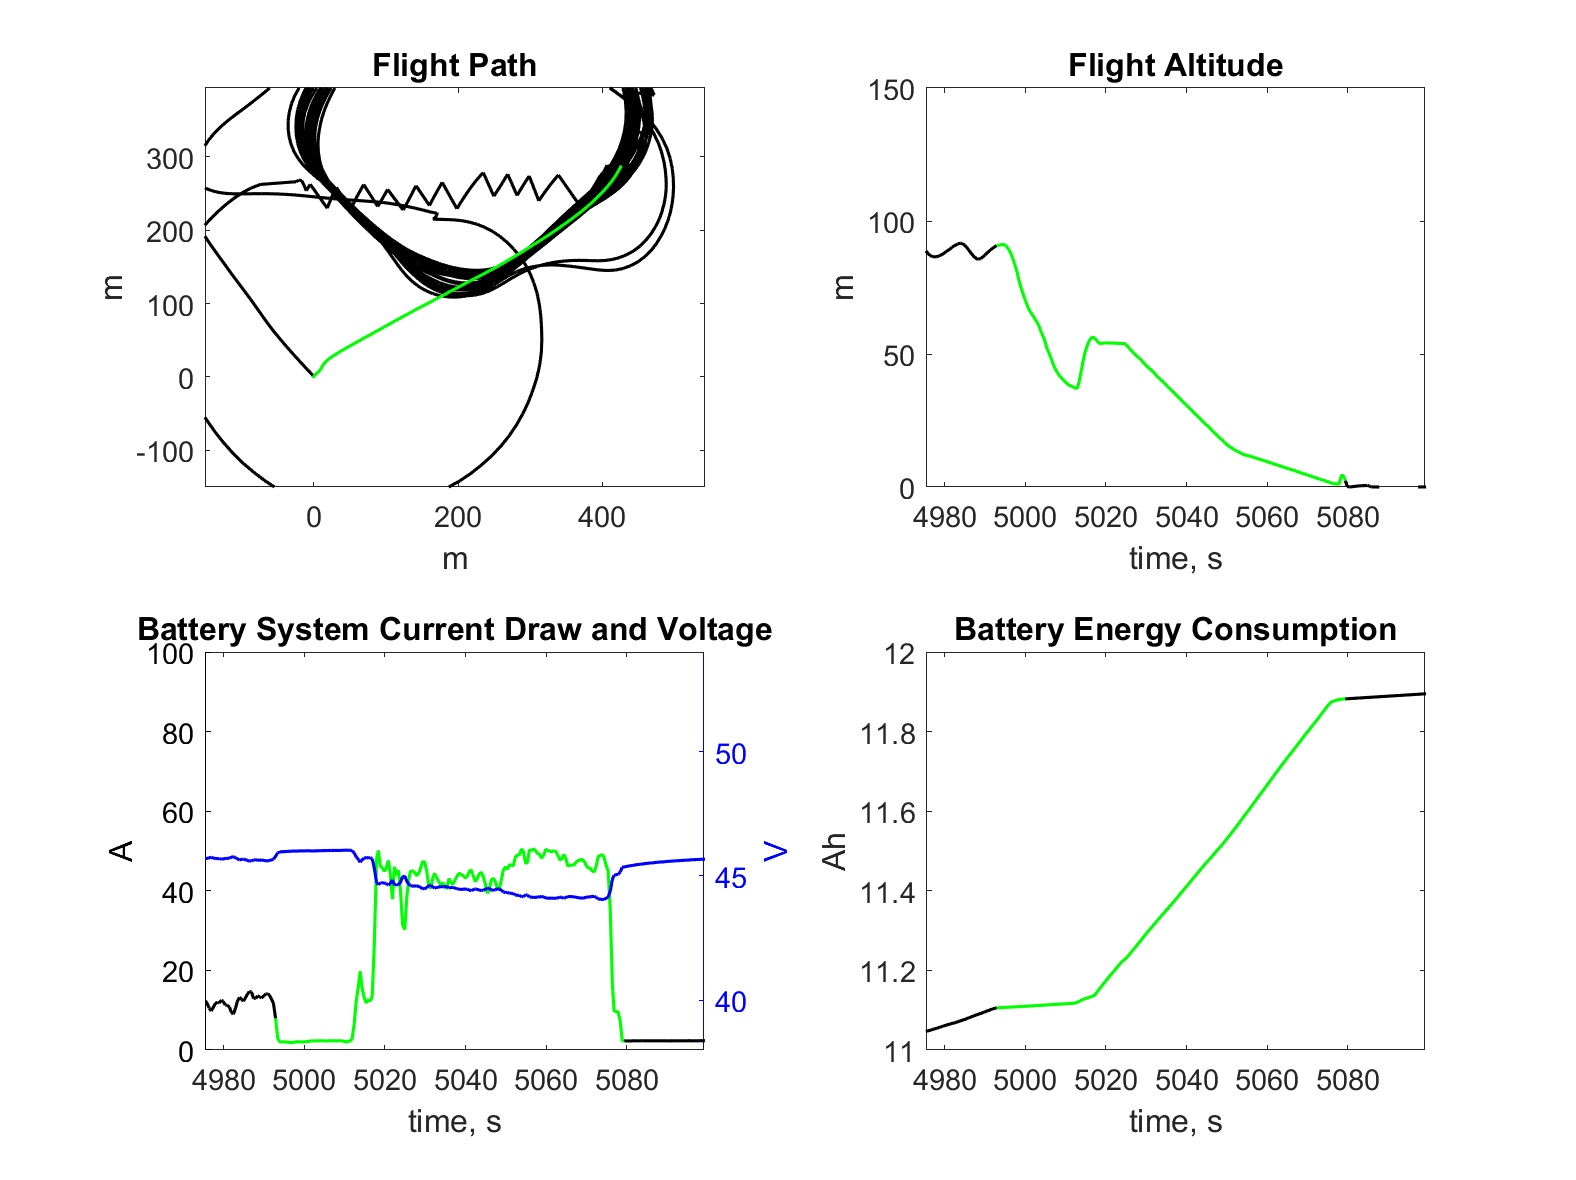 Flight Path
300
200
100
0
-100
m
0 200 400
m
Flight Altitude
150
100
50
0
m
4980 5000 5020 5040 5060 5080
time, s
Battery System Current Draw and Voltage
100
80
60
40
20
0
A
50
45
40
V
4980 5000 5020 5040 5060 5080
time, s
Battery Energy Consumption
12
11.8
11.6
11.4
11.2
11
Ah
4980 5000 5020 5040 5060 5080
time, s